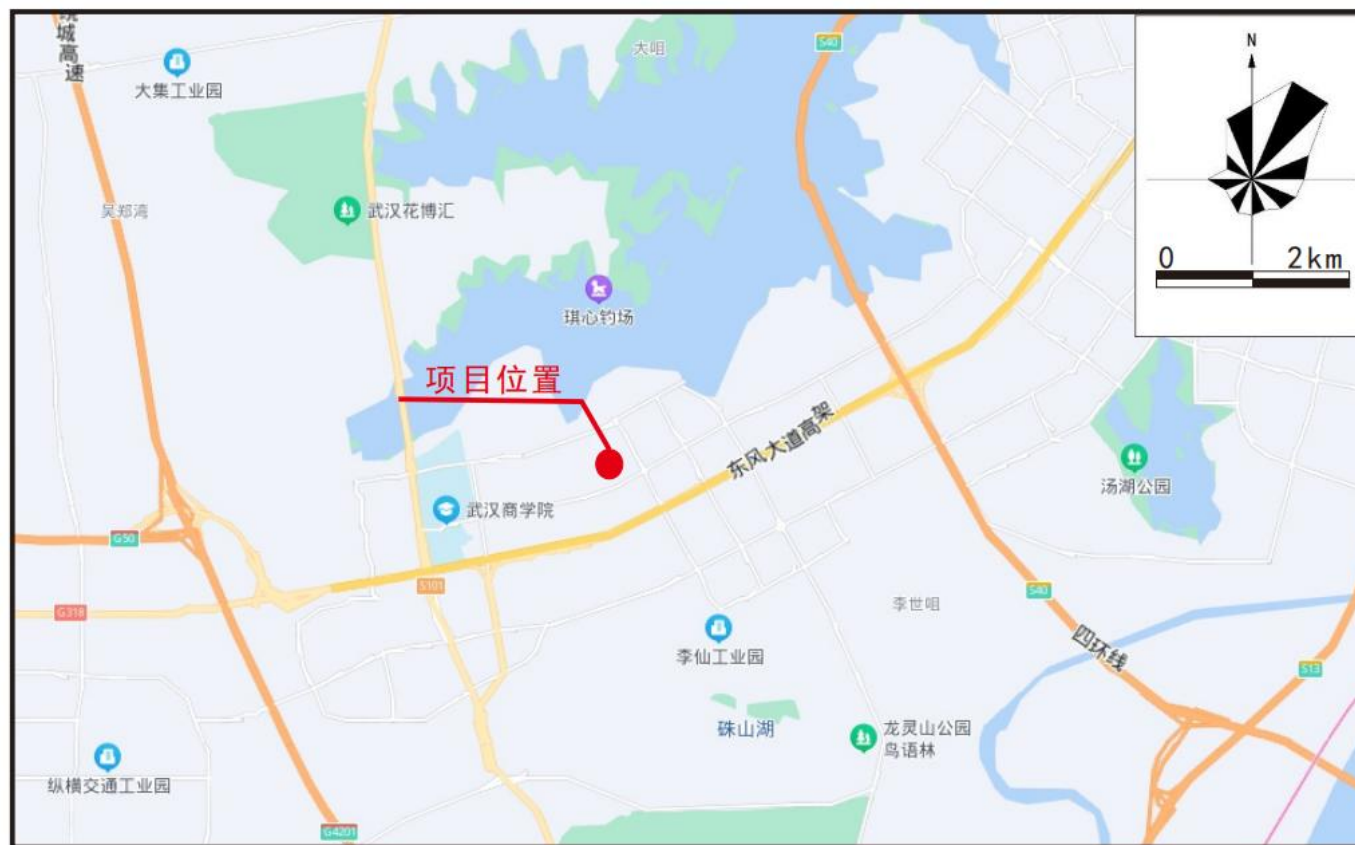 绕城高速
大集工业园
大咀
S40
N
吴郑湾
武汉花博汇
0 2km
琪心钓场
项目位置
东风大道高架
汤湖公园
武汉商学院
G50
S301
G318
李世咀
S40
李仙工业园
四环线
S13
硃山湖
龙灵山公园
鸟语林
纵横交通工业园
G4201